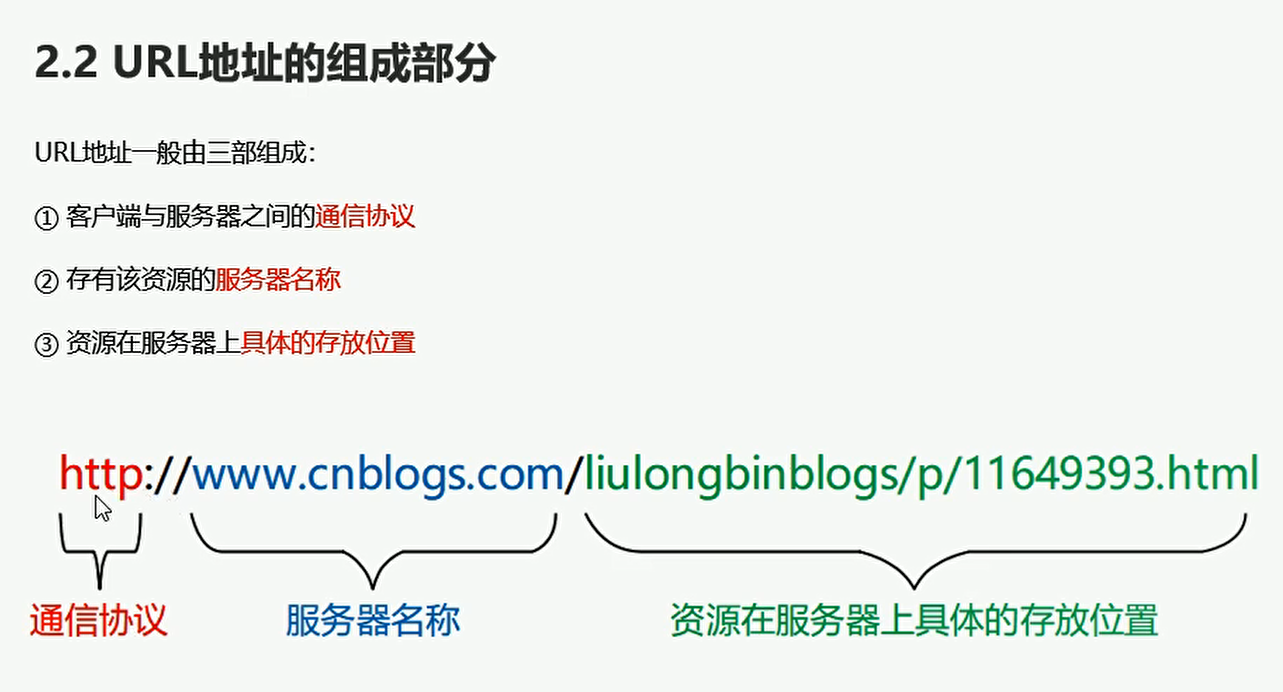 2.2 URL地址的组成部分
URL地址一般由三部组成：
① 客户端与服务器之间的通信协议
② 存有该资源的服务器名称
③ 资源在服务器上具体的存放位置
http://www.cnblogs.com/liulongbinblogs/p/11649393.html
通信协议 服务器名称 资源在服务器上具体的存放位置